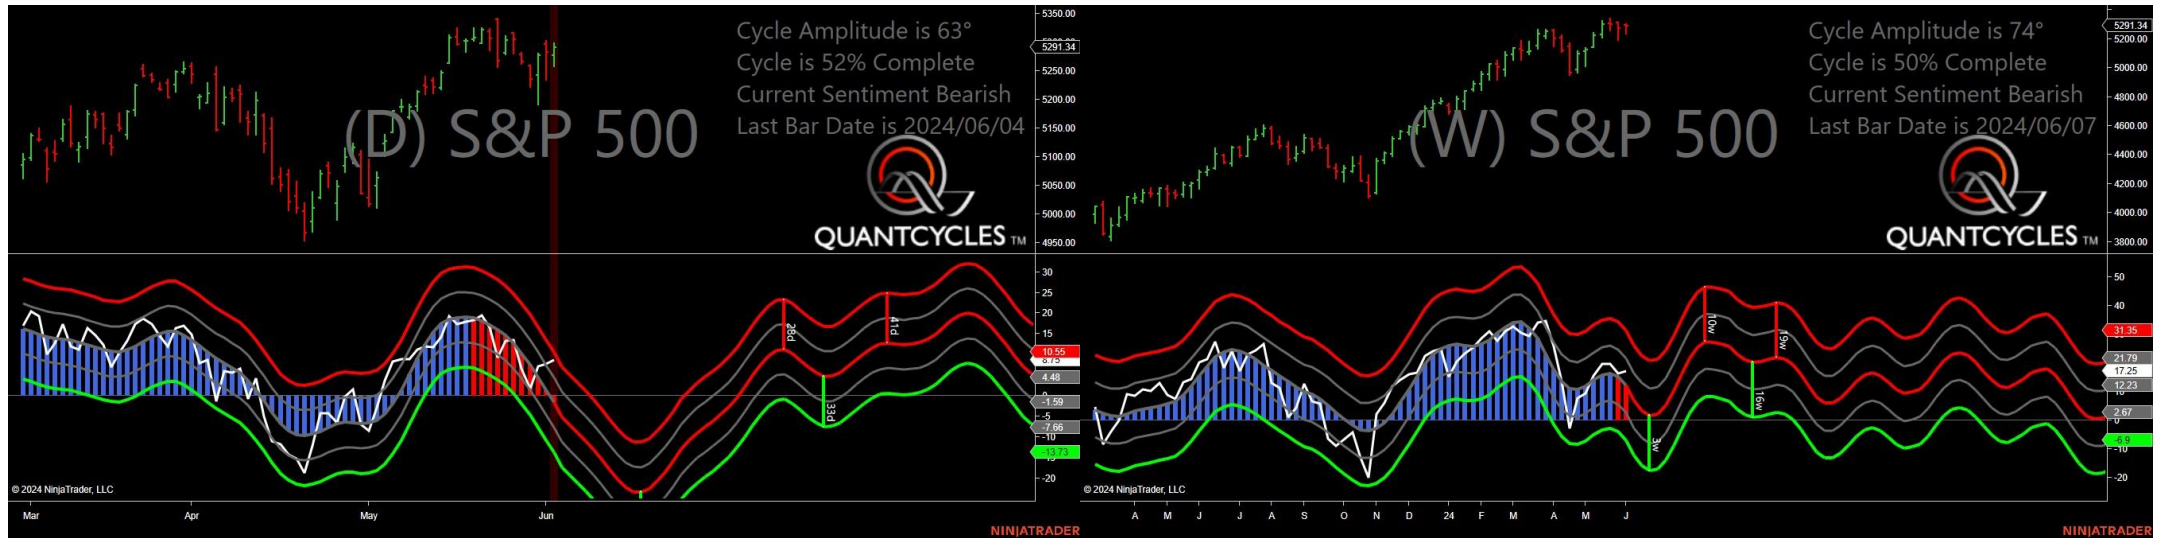 Cycle Amplitude is 63°
Cycle is 52% Complete
Current Sentiment Bearish
Last Bar Date is 2024/06/04
(D) S&P 500
QUANTCYCLES TM
5350.00
5291.34
5250.00
5200.00
5150.00
5100.00
5050.00
5000.00
4950.00
30
25
20
15
10.55
8.75
4.48
0
-1.59
-5
-7.66
-10
-13.73
-20
28d
33d
41d
© 2024 NinjaTrader, LLC
Mar Apr May Jun
NINJATRADER
Cycle Amplitude is 74°
Cycle is 50% Complete
Current Sentiment Bearish
Last Bar Date is 2024/06/07
(W) S&P 500
QUANTCYCLES TM
5291.34
5200.00
5000.00
4800.00
4600.00
4400.00
4200.00
4000.00
3800.00
50
40
31.35
21.79
17.25
12.23
10
2.67
0
-6.9
-10
-20
3w
10w
16w
19w
© 2024 NinjaTrader, LLC
A M J J A S O N D 24 F M A M J
NINJATRADER